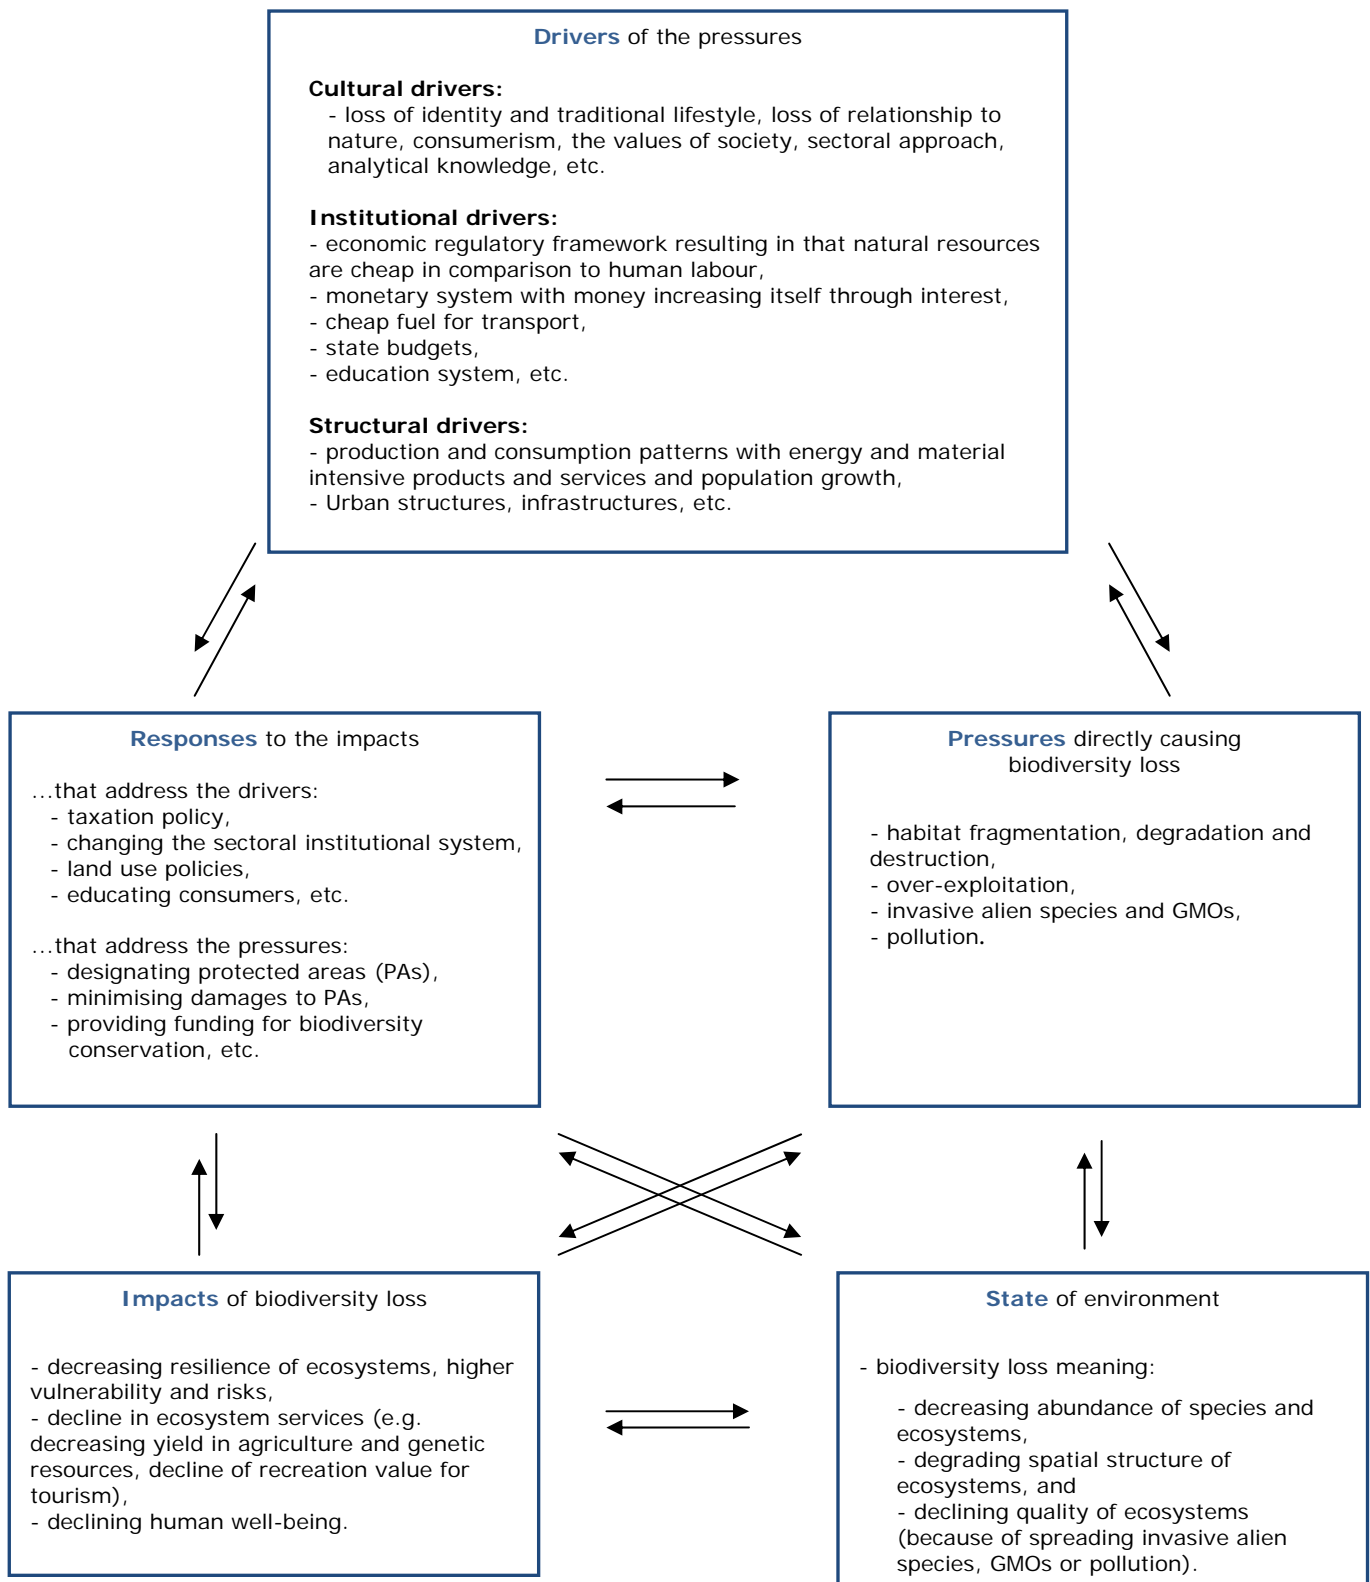 Drivers of the pressures
Cultural drivers:
- loss of identity and traditional lifestyle, loss of relationship to
nature, consumerism, the values of society, sectoral approach,
analytical knowledge, etc.
Institutional drivers:
- economic regulatory framework resulting in that natural resources
are cheap in comparison to human labour,
- monetary system with money increasing itself through interest,
- cheap fuel for transport,
- state budgets,
- education system, etc.
Structural drivers:
- production and consumption patterns with energy and material
intensive products and services and population growth,
- Urban structures, infrastructures, etc.
Responses to the impacts
...that address the drivers:
- taxation policy,
- changing the sectoral institutional system,
- land use policies,
- educating consumers, etc.
...that address the pressures:
- designating protected areas (PAs),
- minimising damages to PAs,
- providing funding for biodiversity
conservation, etc.
Pressures directly causing
biodiversity loss
- habitat fragmentation, degradation and
destruction,
- over-exploitation,
- invasive alien species and GMOs,
- pollution.
Impacts of biodiversity loss
- decreasing resilience of ecosystems, higher
vulnerability and risks,
- decline in ecosystem services (e.g.
decreasing yield in agriculture and genetic
resources, decline of recreation value for
tourism),
- declining human well-being.
State of environment
- biodiversity loss meaning:
- decreasing abundance of species and
ecosystems,
- degrading spatial structure of
ecosystems, and
- declining quality of ecosystems
(because of spreading invasive alien
species, GMOs or pollution).